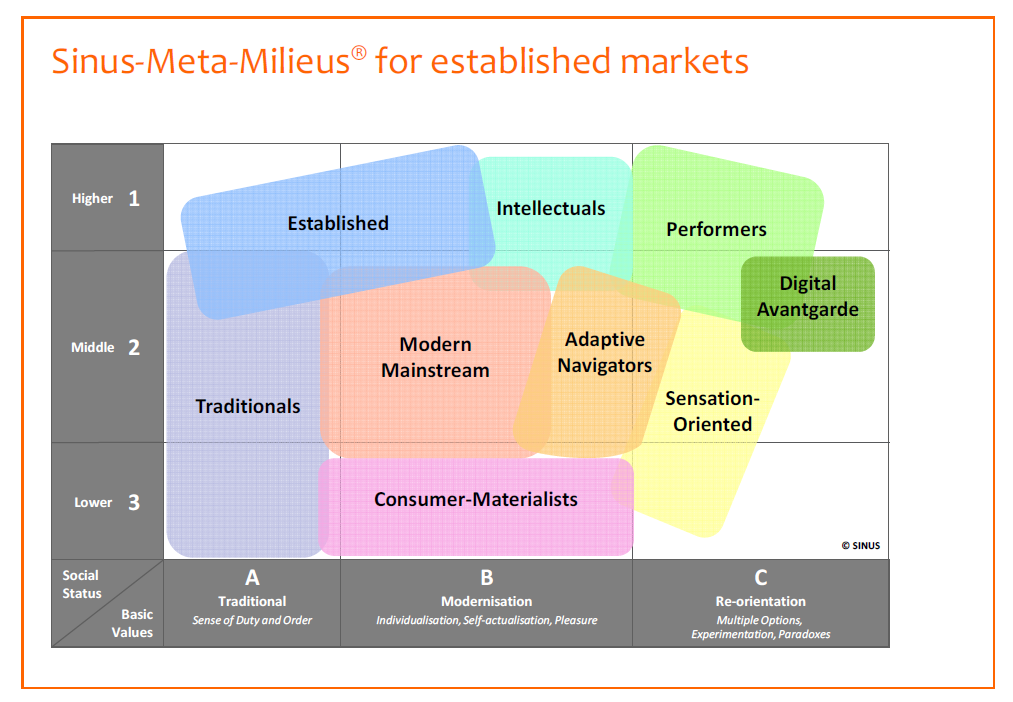 Sinus-Meta-Milieus® for established markets
Higher 1
Established
Intellectuals
Performers
Digital
Avantgarde
Middle 2
Modern
Mainstream
Adaptive
Navigators
Traditionals
Sensation-
Oriented
Lower 3
Consumer-Materialists
© SINUS
Social
Status
Basic
Values
A
Traditional
Sense of Duty and Order
B
Modernisation
Individualisation, Self-actualisation, Pleasure
C
Re-orientation
Multiple Options,
Experimentation, Paradoxes